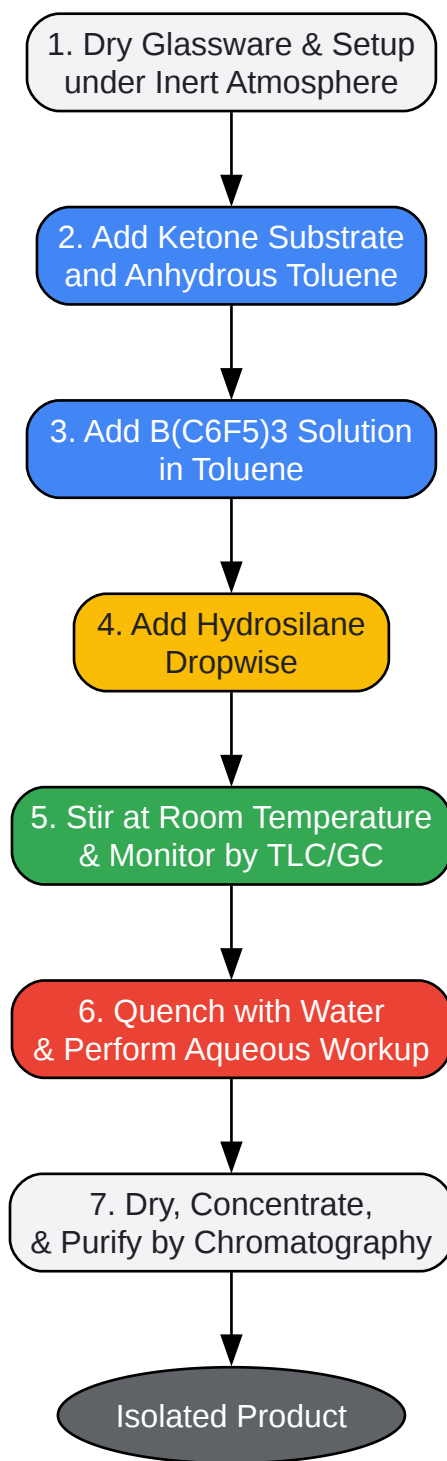 1. Dry Glassware & Setup
under Inert Atmosphere
2. Add Ketone Substrate
and Anhydrous Toluene
3. Add B(C6F5)3 Solution
in Toluene
4. Add Hydrosilane
Dropwise
5. Stir at Room Temperature
& Monitor by TLC/GC
6. Quench with Water
& Perform Aqueous Workup
7. Dry, Concentrate,
& Purify by Chromatography
Isolated Product